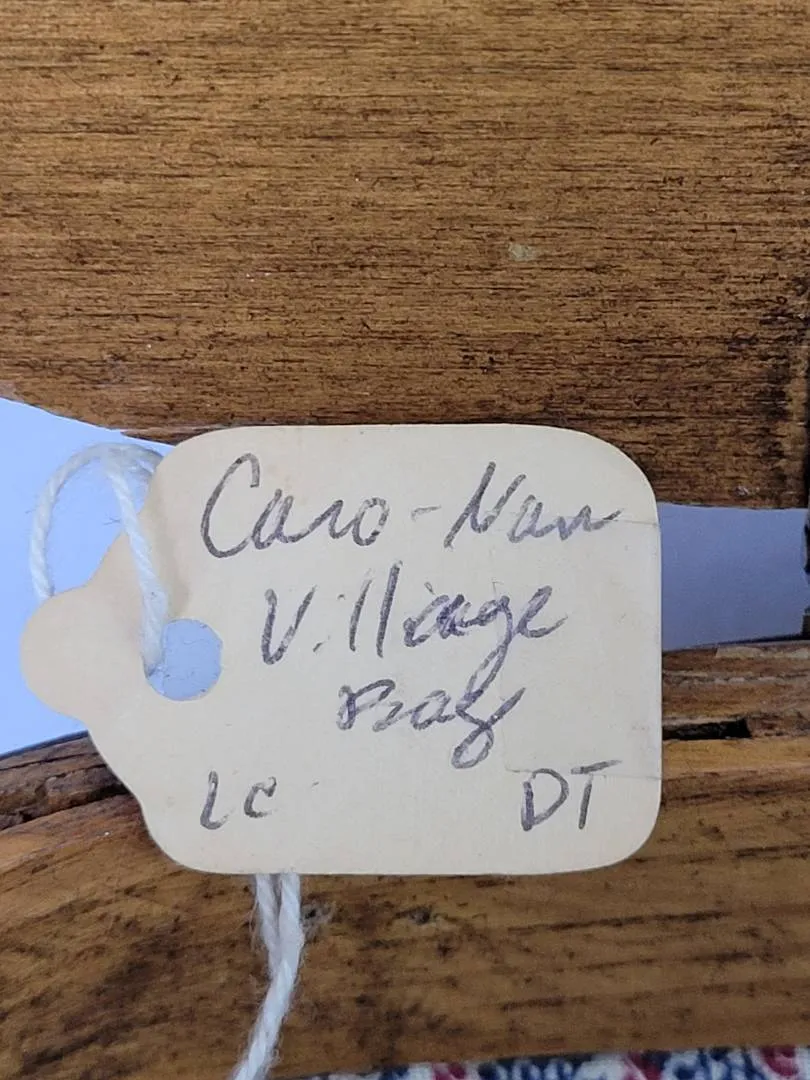 Caro-Nan
Village
Bag
LC DT